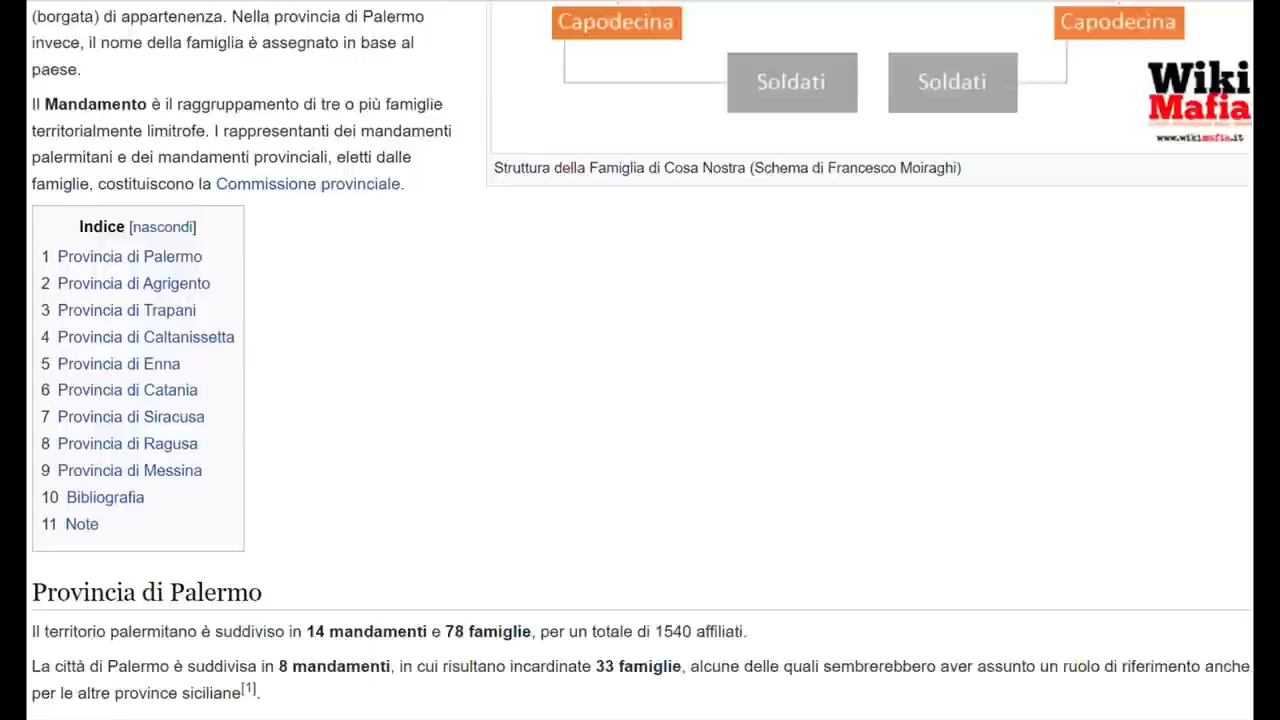 (borgata) di appartenenza. Nella provincia di Palermo
invece, il nome della famiglia è assegnato in base al
paese.
Il Mandamento è il raggruppamento di tre o più famiglie
territorialmente limitrofe. I rappresentanti dei mandamenti
palermitani e dei mandamenti provinciali, eletti dalle
famiglie, costituiscono la Commissione provinciale.
Capodecina
Capodecina
Soldati
Soldati
Wiki
Mafia
www.wikimafia.it
Struttura della Famiglia di Cosa Nostra (Schema di Francesco Moiraghi)
Indice [nascondi]
1 Provincia di Palermo
2 Provincia di Agrigento
3 Provincia di Trapani
4 Provincia di Caltanissetta
5 Provincia di Enna
6 Provincia di Catania
7 Provincia di Siracusa
8 Provincia di Ragusa
9 Provincia di Messina
10 Bibliografia
11 Note
Provincia di Palermo
Il territorio palermitano è suddiviso in 14 mandamenti e 78 famiglie, per un totale di 1540 affiliati.
La città di Palermo è suddivisa in 8 mandamenti, in cui risultano incardinate 33 famiglie, alcune delle quali sembrerebbero aver assunto un ruolo di riferimento anche
per le altre province siciliane[1].